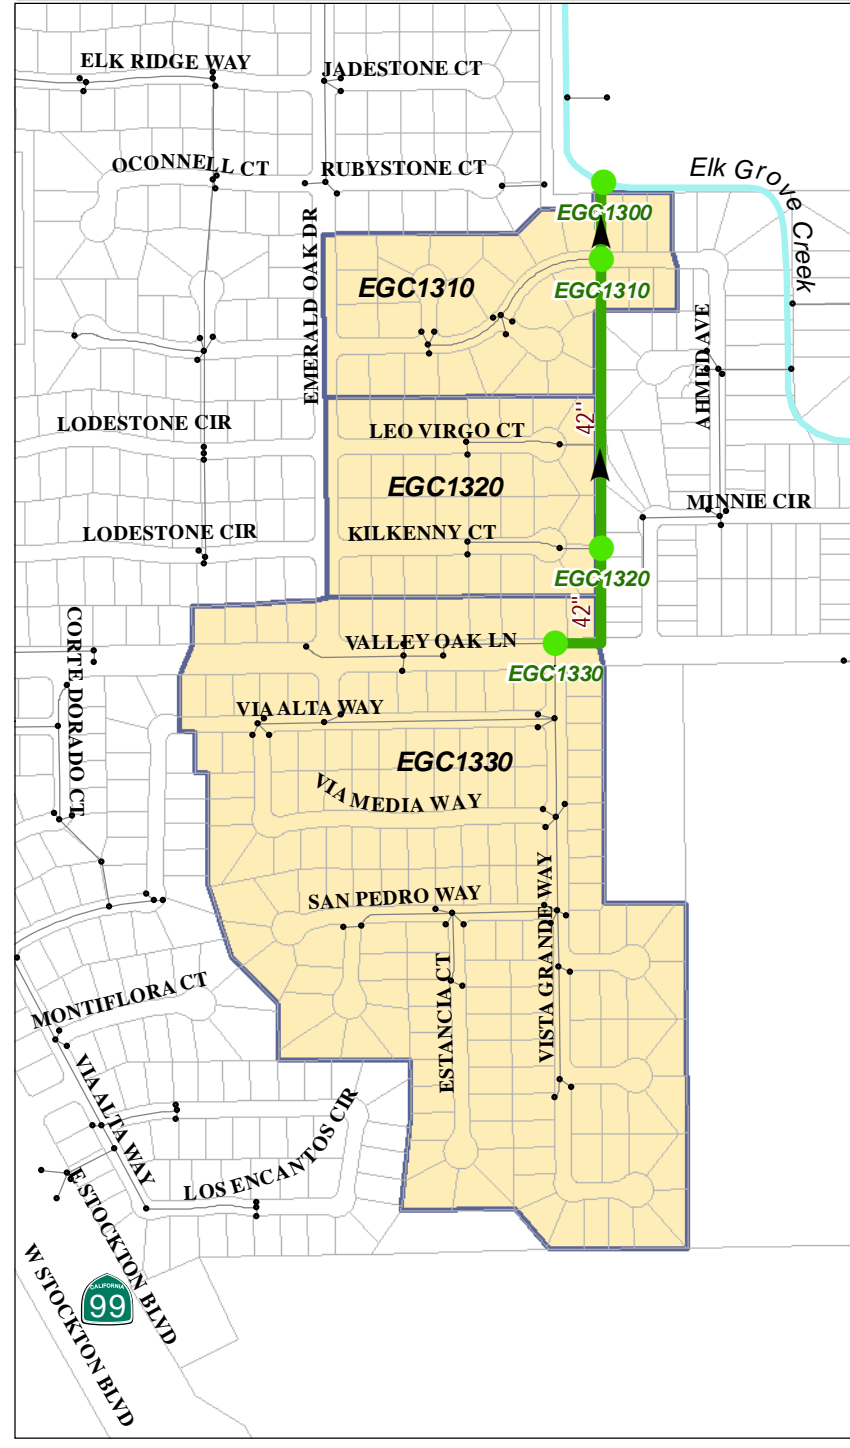 ELK RIDGE WAY
JADESTONE CT
OCONNELL CT
RUBYSTONE CT
Elk Grove Creek
EGC1300
EMERALD OAK DR
EGC1310
EGC1310
AHMED AVE
42"
LODESTONE CIR
LEO VIRGO CT
EGC1320
MINNIE CIR
LODESTONE CIR
KILKENNY CT
EGC1320
42"
CORTE DORADO CT
VALLEY OAK LN
EGC1330
VIA ALTA WAY
EGC1330
VIA MEDIA WAY
SAN PEDRO WAY
VISTA GRANDE WAY
ESTANCIA CT
MONTIFLORA CT
VIA ALTA WAY
LOS ENCANTOS CIR
E STOCKTON BLVD
W STOCKTON BLVD
CALIFORNIA
99